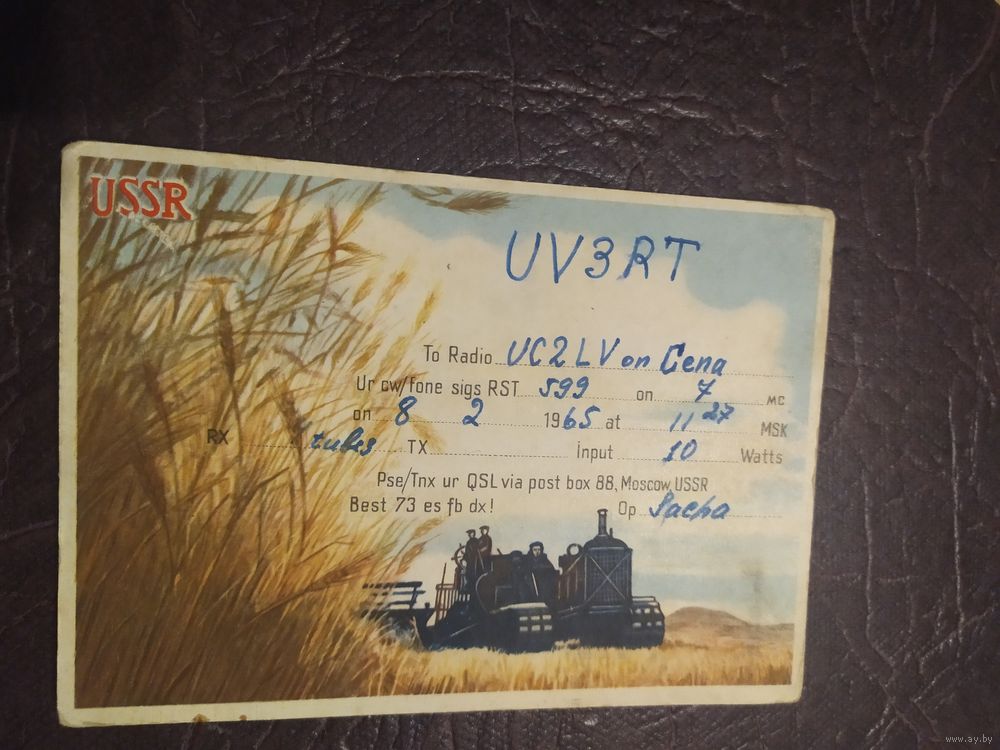 USSR
UV3RT
To Radio UC2LV on Cena
Ur cw/fone sigs RST 599 on 7 MC
on 8 2 1965 at 11 27 MSK
RX tubes TX Input 10 Watts
Pse/Tnx ur QSL via post box 88, Moscow, USSR
Best 73 es fb dx! Op Sacha
www.ay.by